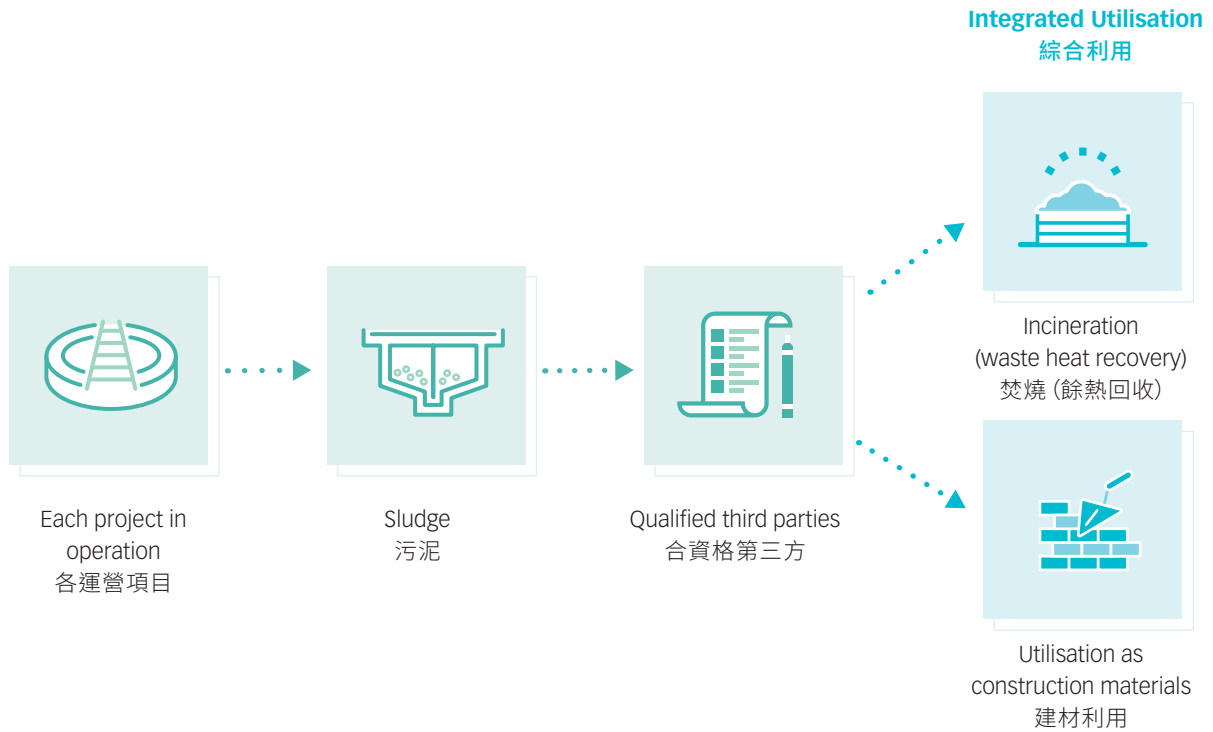 Integrated Utilisation
綜合利用
Each project in
operation
各運營項目
Sludge
污泥
Qualified third parties
合資格第三方
Incineration
(waste heat recovery)
焚燒（餘熱回收）
Utilisation as
construction materials
建材利用